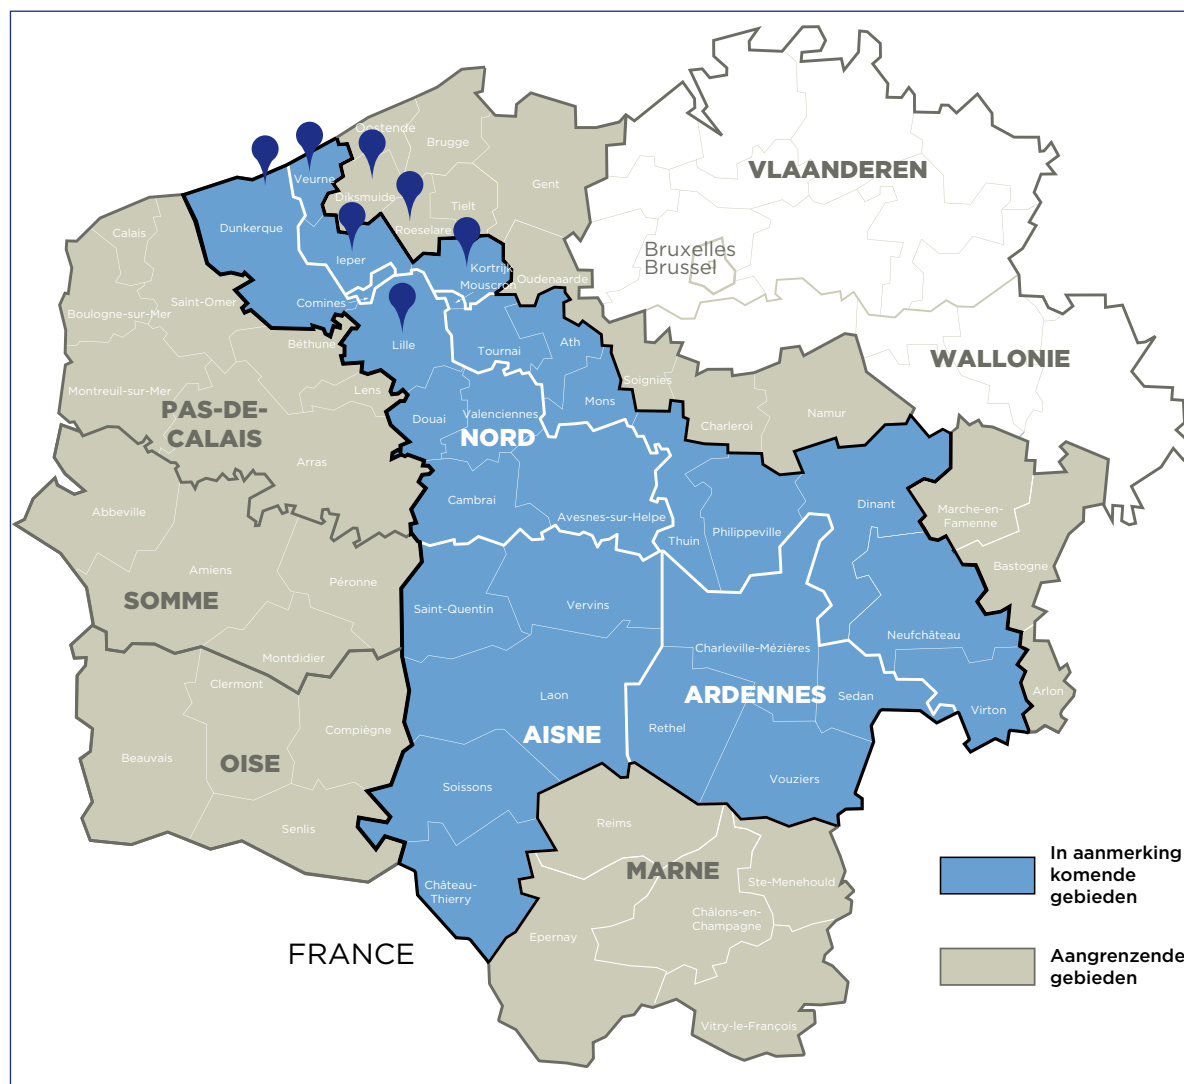 Oostende
Brugge
VLAANDEREN
Veurne
Gent
Diksmuide
Tielt
Calais
Dunkerque
Roeselare
Bruxelles
Brussel
Ieper
Kortrijk
Oudenaarde
Mouscron
Saint-Omer
Comines
Boulogne-sur-Mer
Béthune
Lille
Tournai
Ath
WALLONIE
Soignies
Montreuil-sur-Mer
Lens
Mons
PAS-DE-
CALAIS
Douai
Valenciennes
Namur
Charleroi
NORD
Arras
Cambrai
Dinant
Abbeville
Avesnes-sur-Helpe
Marche-en-
Famenne
Thuin
Philippeville
Amiens
Péronne
Bastogne
SOMME
Saint-Quentin
Vervins
Neufchâteau
Montdidier
Charleville-Mézières
Clermont
Laon
ARDENNES
Sedan
Arlon
Virton
Compiègne
Rethel
AISNE
Beauvais
OISE
Vouziers
Soissons
Senlis
Reims
MARNE
Château-
Thierry
Ste-Menehould
Châlons-en-
Champagne
Epernay
FRANCE
Vitry-le-François
In aanmerking
komende
gebieden
Aangrenzende
gebieden